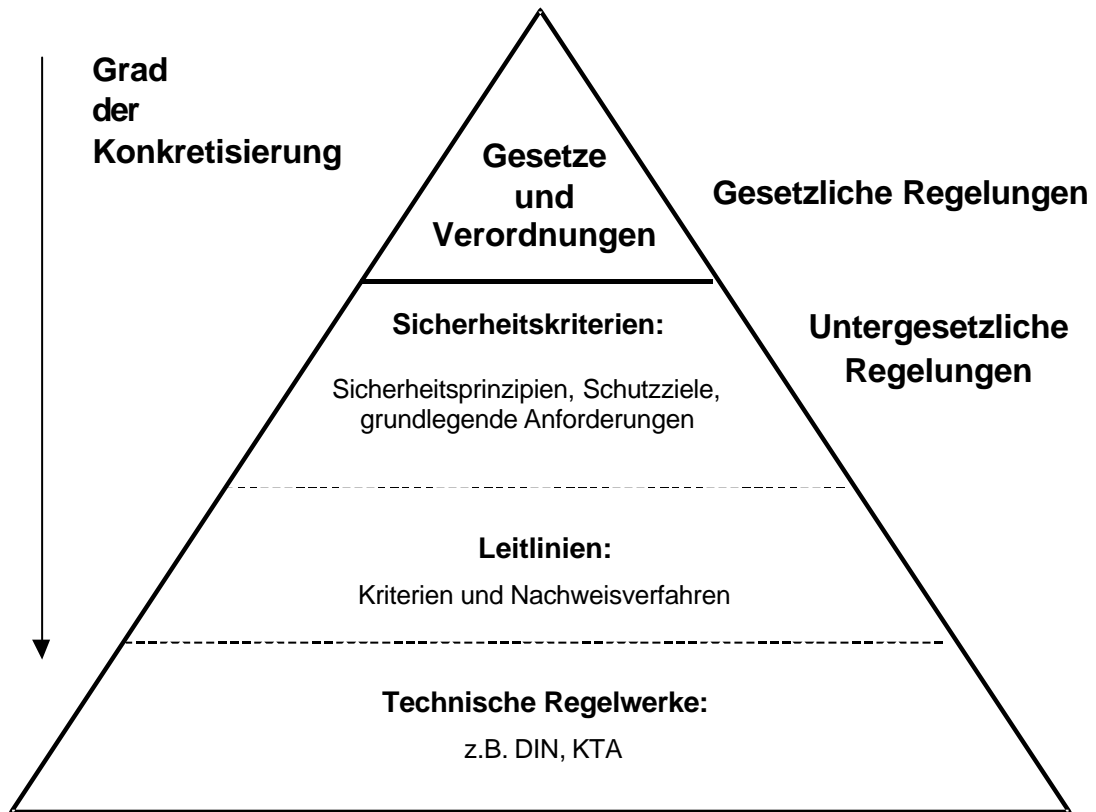 Grad
der
Konkretisierung
Gesetze
und
Verordnungen
Gesetzliche Regelungen
Sicherheitskriterien:
Sicherheitsprinzipien, Schutzziele,
grundlegende Anforderungen
Untergesetzliche
Regelungen
Leitlinien:
Kriterien und Nachweisverfahren
Technische Regelwerke:
z.B. DIN, KTA